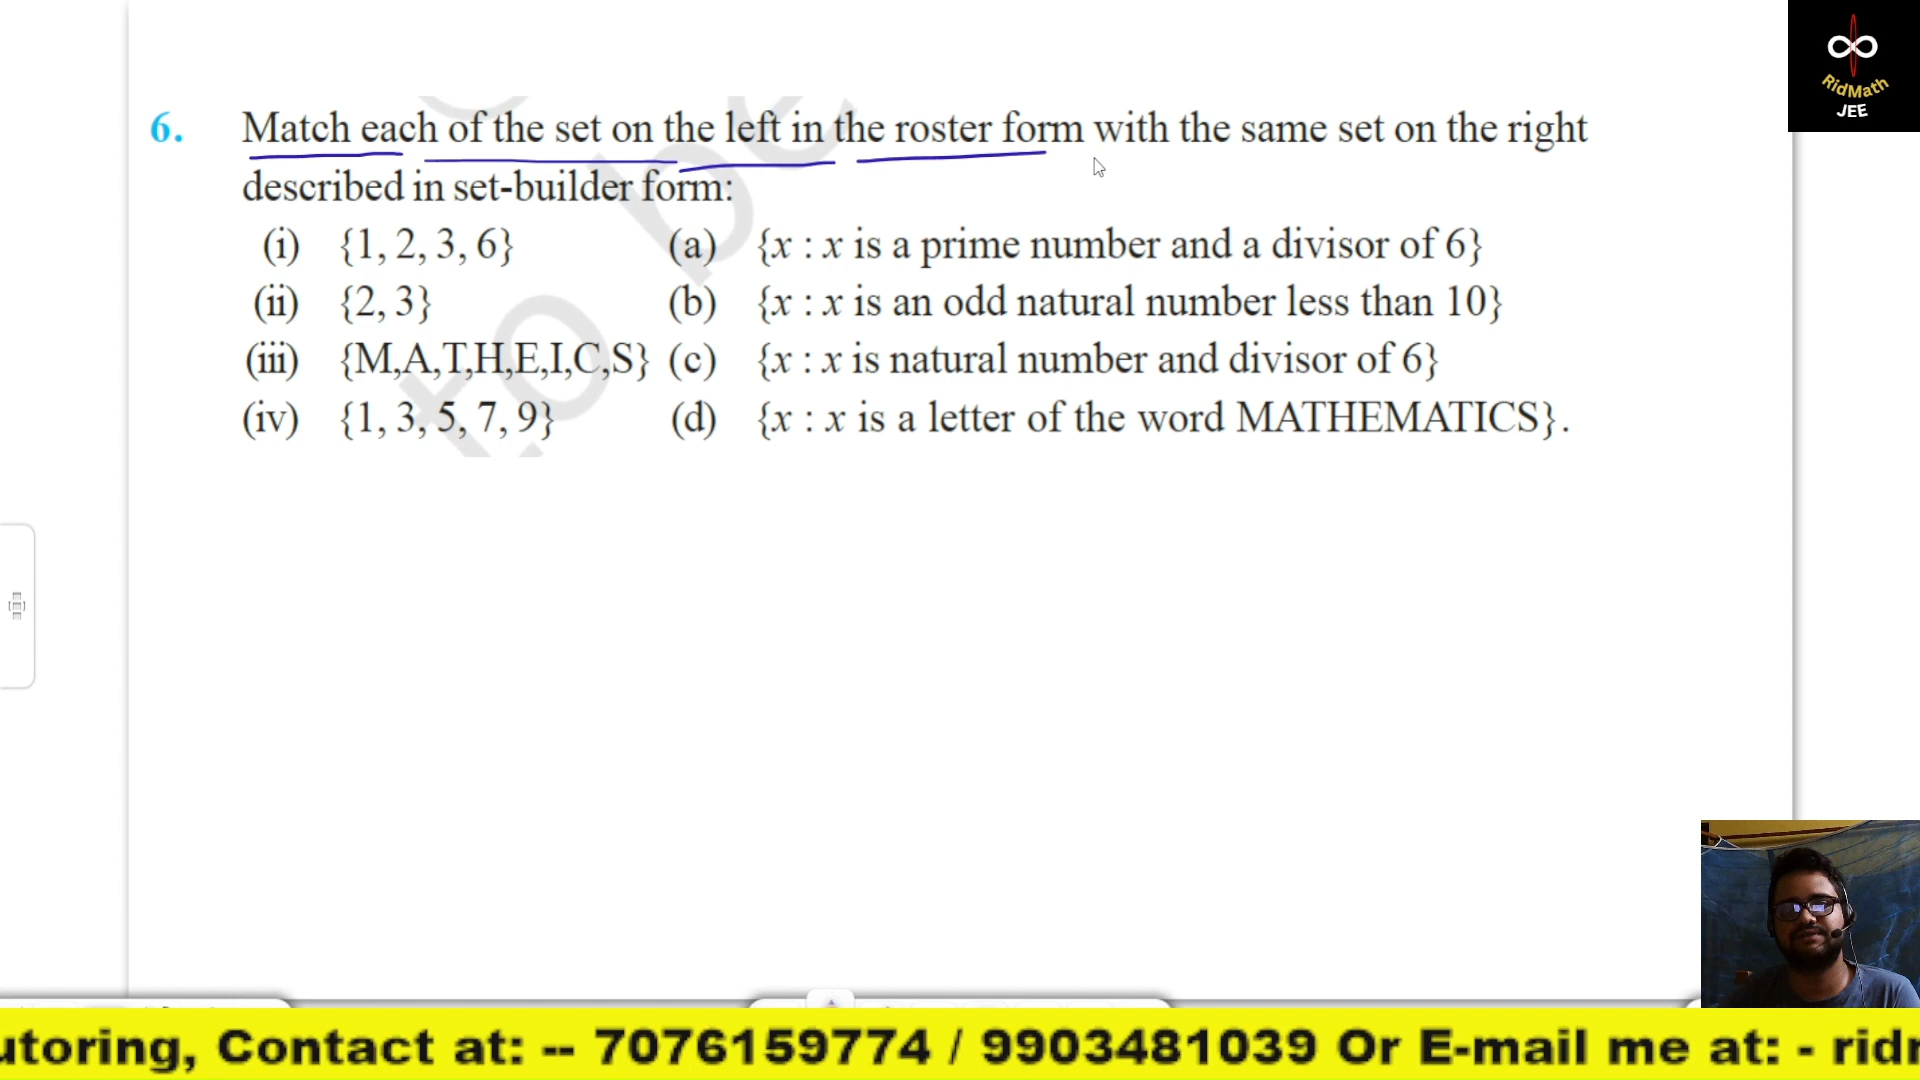 RidMath
JEE
6. Match each of the set on the left in the roster form with the same set on the right
described in set-builder form:
(i) {1, 2, 3, 6} (a) {x : x is a prime number and a divisor of 6}
(ii) {2, 3} (b) {x : x is an odd natural number less than 10}
(iii) {M,A,T,H,E,I,C,S} (c) {x : x is natural number and divisor of 6}
(iv) {1, 3, 5, 7, 9} (d) {x : x is a letter of the word MATHEMATICS}.
to be
utoring, Contact at: -- 7076159774 / 9903481039 Or E-mail me at: - rid